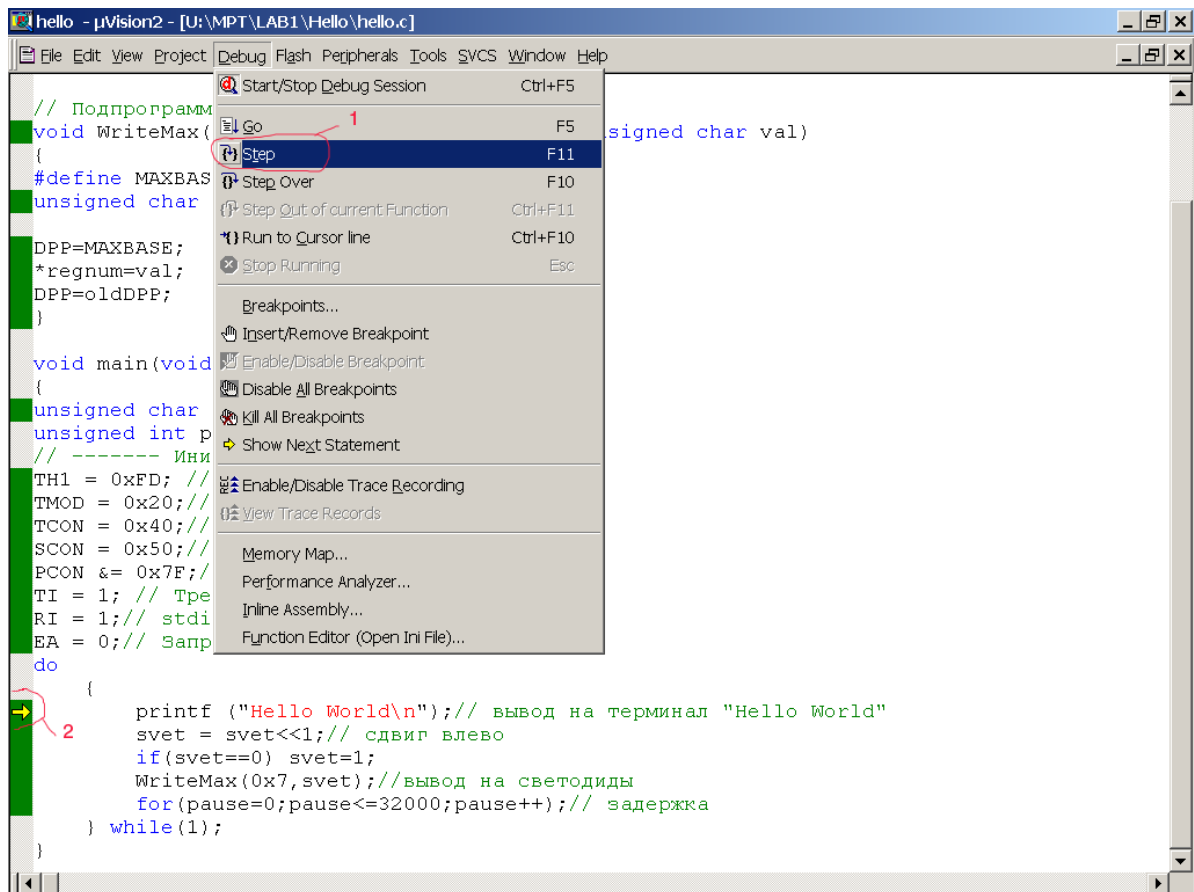 hello - µVision2 - [U:\MPT\LAB1\Hello\hello.c]
File Edit View Project Debug Flash Peripherals Tools SVCS Window Help
Start/Stop Debug Session Ctrl+F5
Go F5
1
Step F11
Step Over F10
Step Out of current Function Ctrl+F11
Run to Cursor line Ctrl+F10
Stop Running Esc
Breakpoints...
Insert/Remove Breakpoint
Enable/Disable Breakpoint
Disable All Breakpoints
Kill All Breakpoints
Show Next Statement
Enable/Disable Trace Recording
View Trace Records
Memory Map...
Performance Analyzer...
Inline Assembly...
Function Editor (Open Ini File)...
// Подпрограмм
void WriteMax( signed char val)
{
#define MAXBAS
unsigned char
DPP=MAXBASE;
*regnum=val;
DPP=oldDPP;
}
void main(void
{
unsigned char
unsigned int p
// ------- Ини
TH1 = 0xFD; //
TMOD = 0x20;//
TCON = 0x40;//
SCON = 0x50;//
PCON &= 0x7F;/
TI = 1; // Тре
RI = 1;// stdi
EA = 0;// Запр
do
{
printf ("Hello World\n");// вывод на терминал "Hello World"
2
svet = svet<<1;// сдвиг влево
if(svet==0) svet=1;
WriteMax(0x7,svet);//вывод на светодиды
for(pause=0;pause<=32000;pause++);// задержка
} while(1);
}